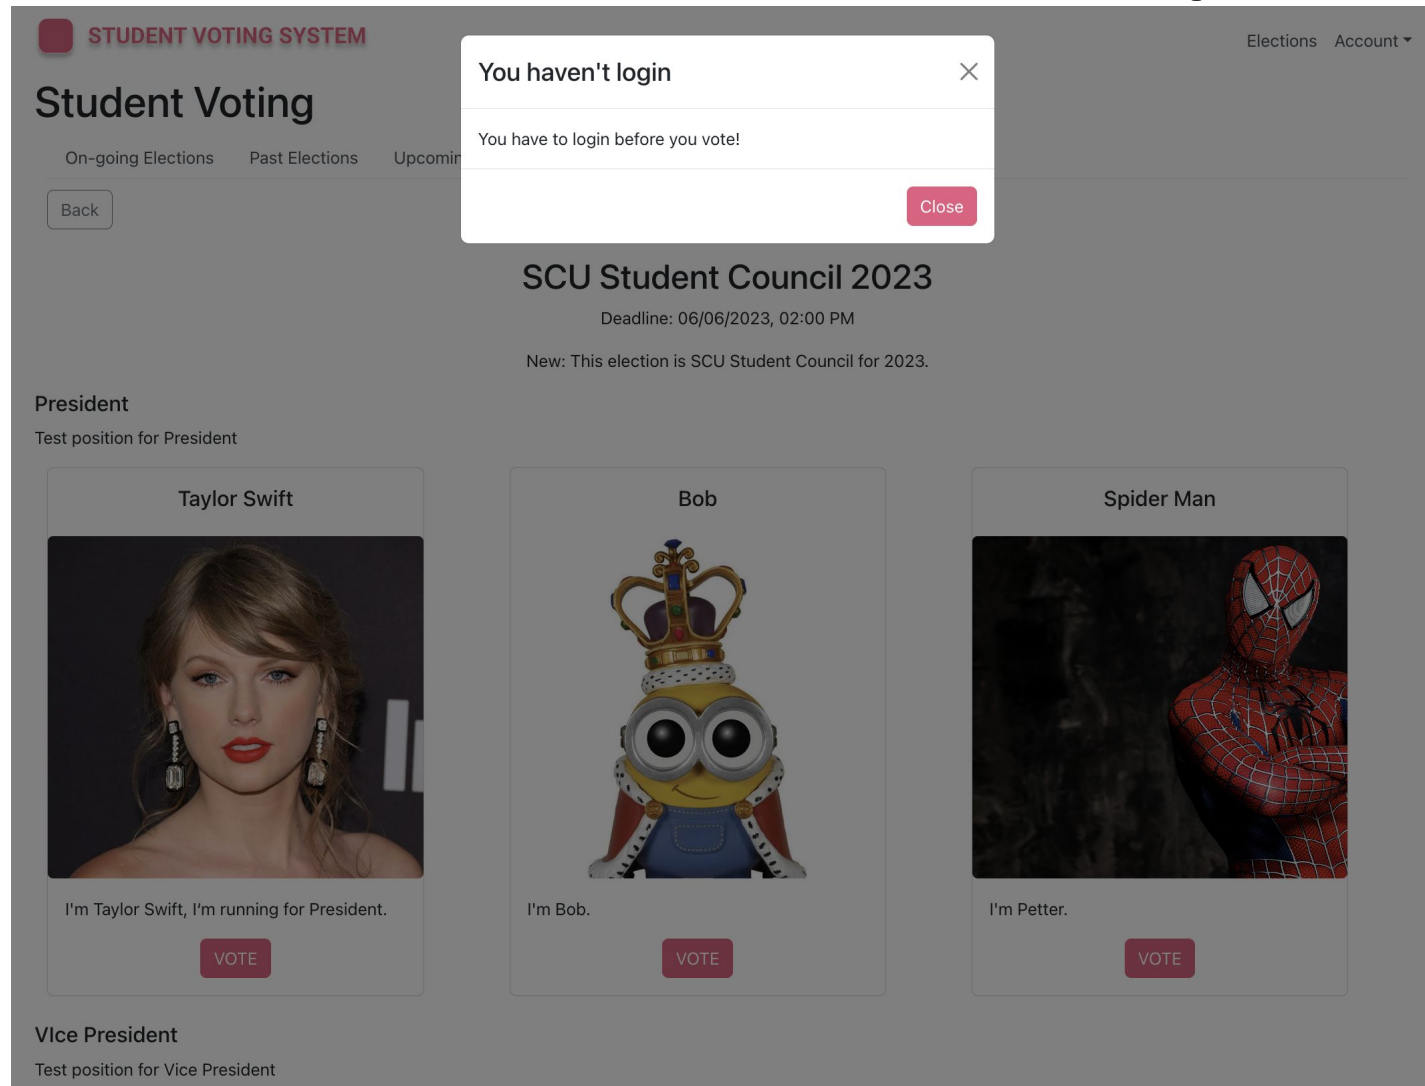 STUDENT VOTING SYSTEM
Elections Account
You haven't login
Student Voting
You have to login before you vote!
On-going Elections Past Elections Upcomin
Close
Back
SCU Student Council 2023
Deadline: 06/06/2023, 02:00 PM
New: This election is SCU Student Council for 2023.
President
Test position for President
Taylor Swift
Bob
Spider Man
I'm Taylor Swift, I'm running for President.
I'm Bob.
I'm Petter.
VOTE
VOTE
VOTE
VIce President
Test position for Vice President